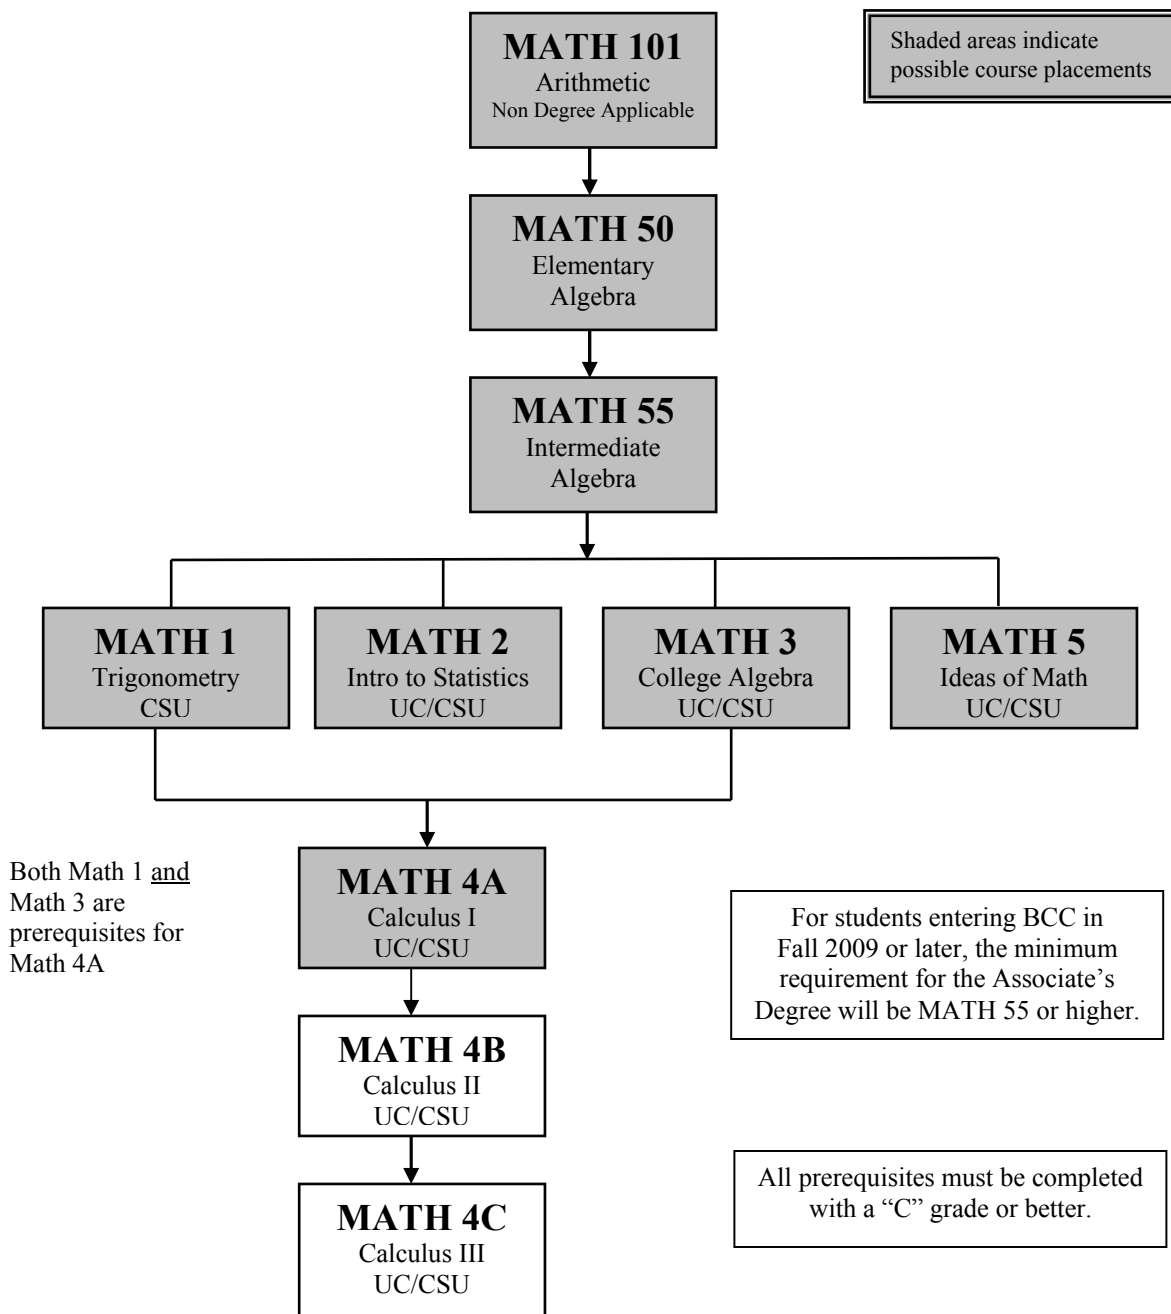 MATH 101
Arithmetic
Non Degree Applicable
Shaded areas indicate
possible course placements
MATH 50
Elementary
Algebra
MATH 55
Intermediate
Algebra
MATH 1
Trigonometry
CSU
MATH 2
Intro to Statistics
UC/CSU
MATH 3
College Algebra
UC/CSU
MATH 5
Ideas of Math
UC/CSU
Both Math 1 and
Math 3 are
prerequisites for
Math 4A
MATH 4A
Calculus I
UC/CSU
For students entering BCC in
Fall 2009 or later, the minimum
requirement for the Associate’s
Degree will be MATH 55 or higher.
MATH 4B
Calculus II
UC/CSU
All prerequisites must be completed
with a “C” grade or better.
MATH 4C
Calculus III
UC/CSU